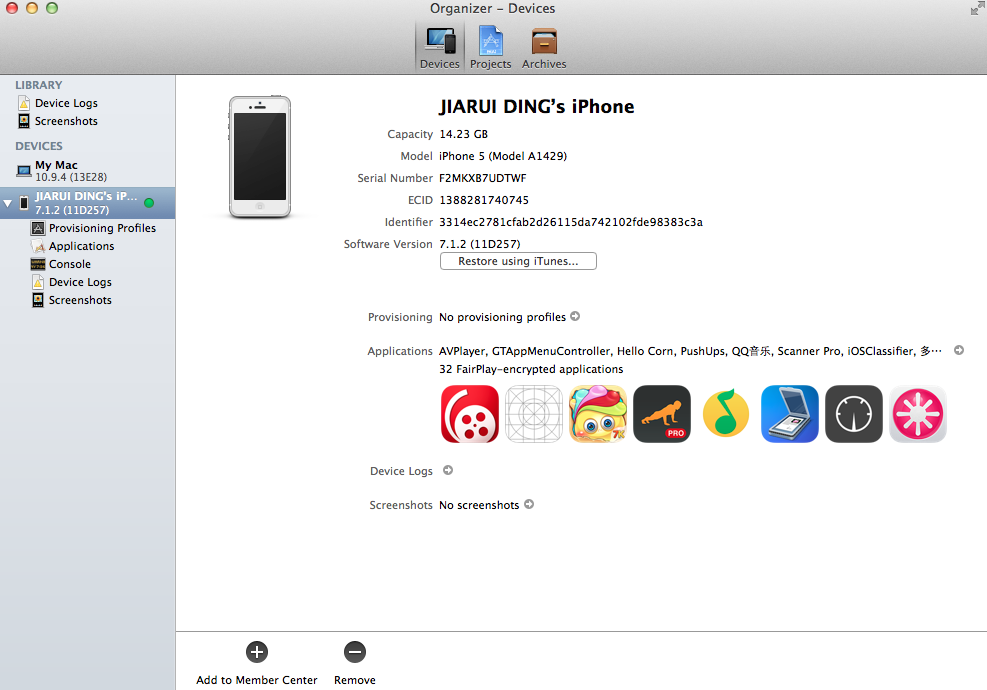 Organizer – Devices
Devices
Projects
Archives
LIBRARY
Device Logs
Screenshots
DEVICES
My Mac
10.9.4 (13E28)
JIARUI DING's iP...
7.1.2 (11D257)
Provisioning Profiles
Applications
Console
Device Logs
Screenshots
JIARUI DING's iPhone
Capacity 14.23 GB
Model iPhone 5 (Model A1429)
Serial Number F2MKXB7UDTWF
ECID 1388281740745
Identifier 3314ec2781cfab2d26115da742102fde98383c3a
Software Version 7.1.2 (11D257)
Restore using iTunes...
Provisioning No provisioning profiles
Applications AVPlayer, GTAppMenuController, Hello Corn, PushUps, QQ音乐, Scanner Pro, iOSClassifier, 多…
32 FairPlay-encrypted applications
PRO
Device Logs
Screenshots No screenshots
Add to Member Center
Remove